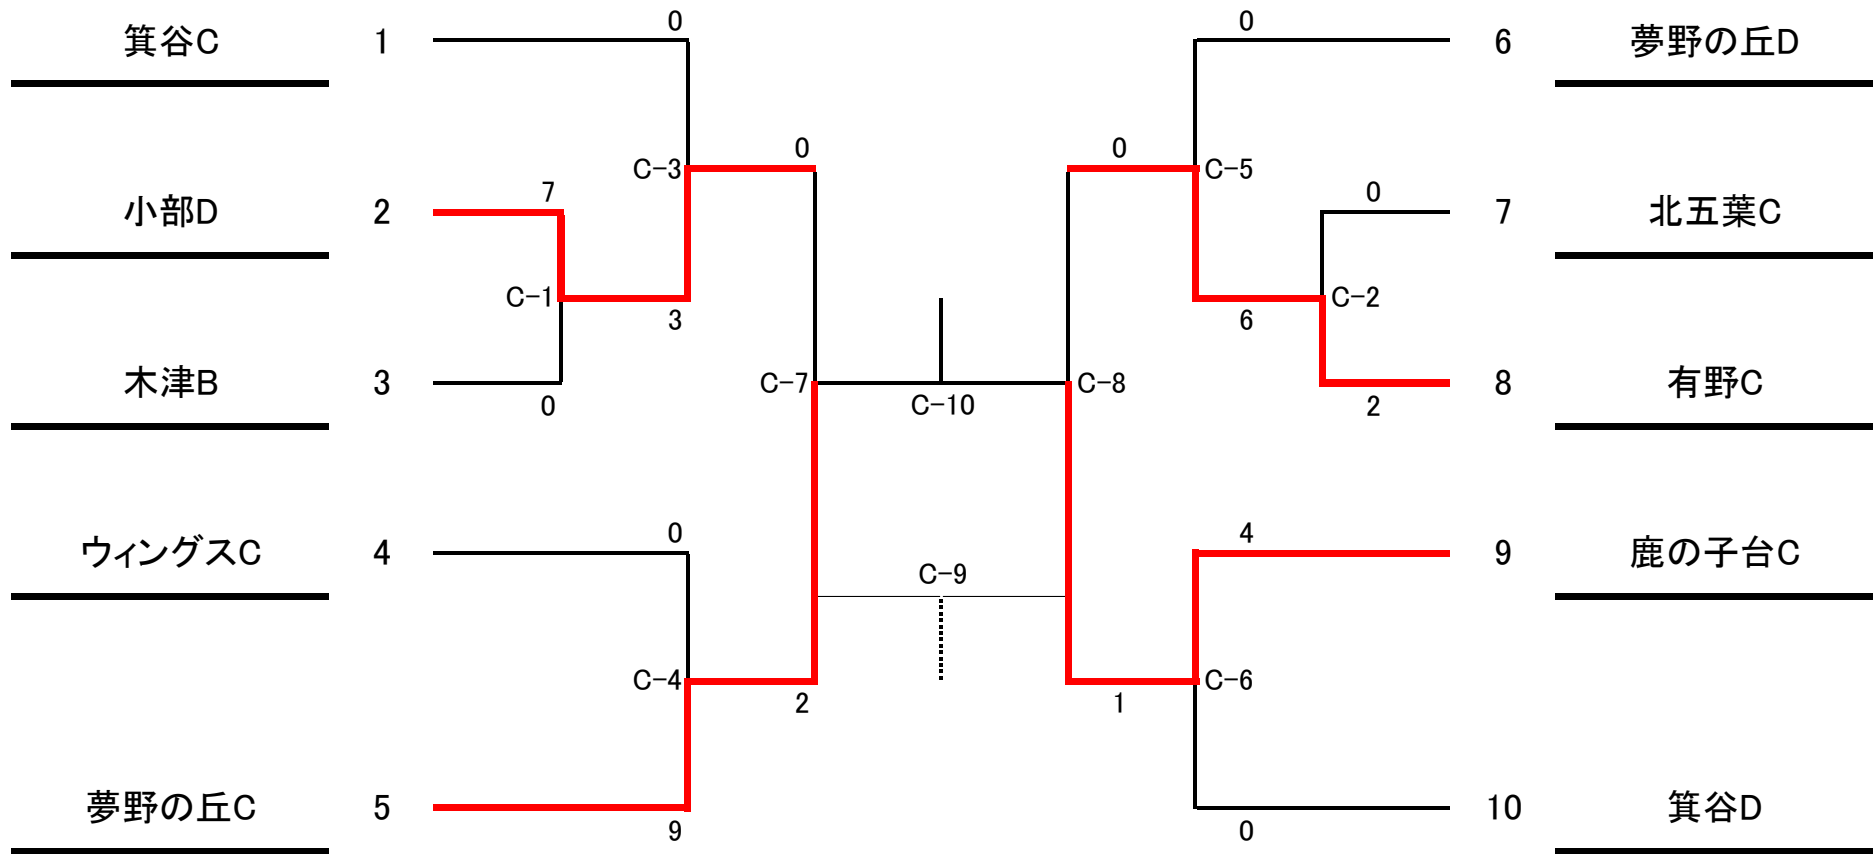 箕谷C 1 0 0 6 夢野の丘D
C-3 0 0 C-5
小部D 2 7 0 7 北五葉C
C-1 3 6 C-2
木津B 3 0 C-7 C-10 C-8 2 8 有野C
ウィングスC 4 0 C-9 4 9 鹿の子台C
C-4 2 1 C-6
夢野の丘C 5 9 0 10 箕谷D